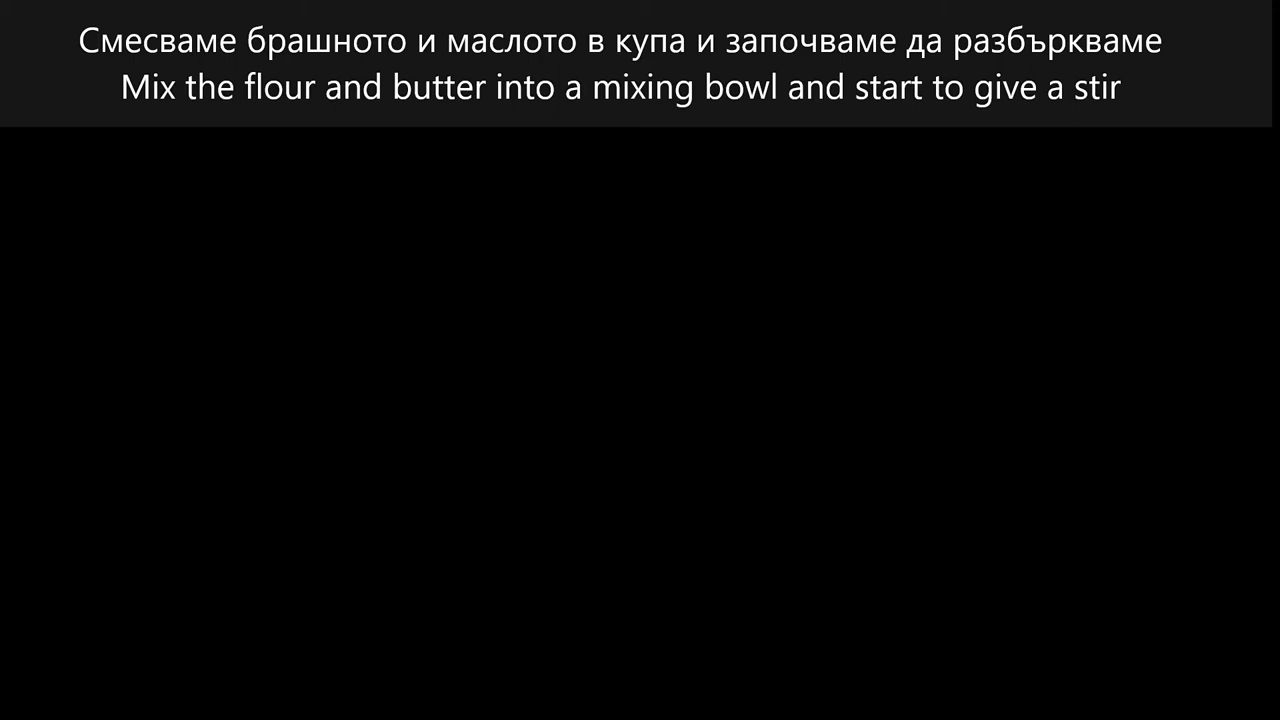 Смесваме брашното и маслото в купа и започваме да разбъркваме
Mix the flour and butter into a mixing bowl and start to give a stir